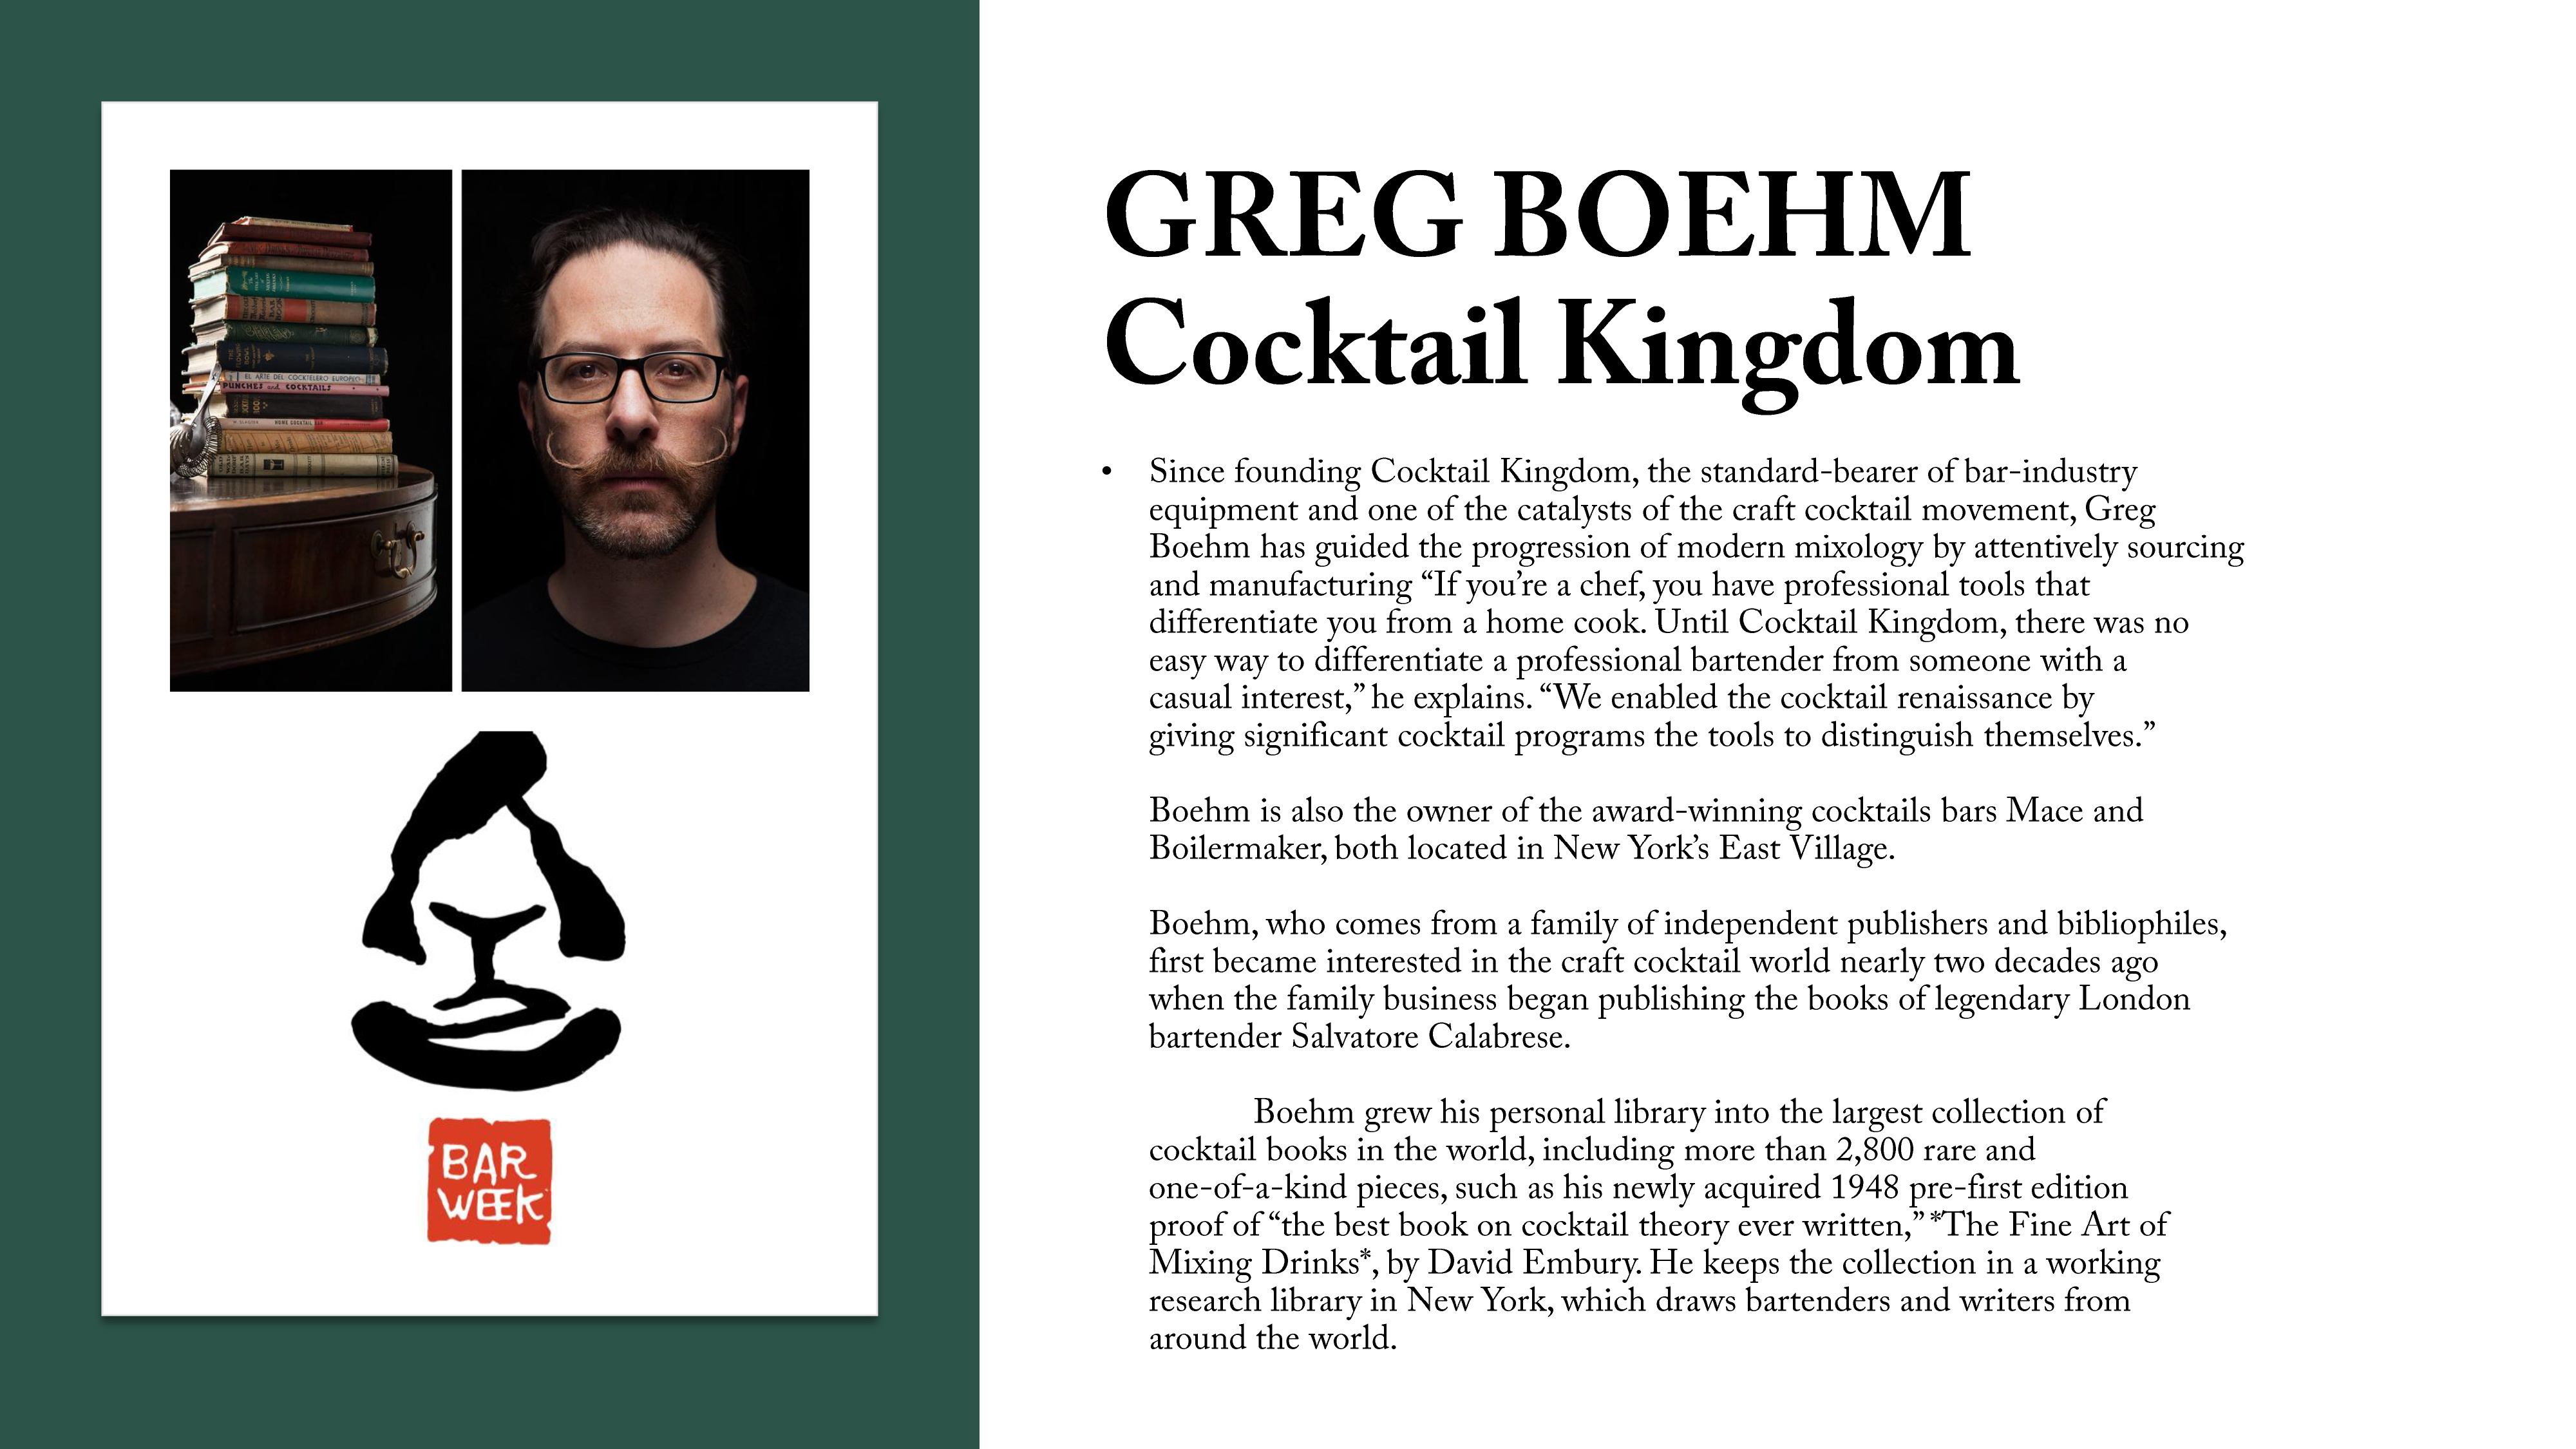 EL ARTE DEL COCKTELERO EUROPEO
PUNCHES and COCKTAILS
HOME COCKTAIL
BAR
WEEK
GREG BOEHM
Cocktail Kingdom
• Since founding Cocktail Kingdom, the standard-bearer of bar-industry
equipment and one of the catalysts of the craft cocktail movement, Greg
Boehm has guided the progression of modern mixology by attentively sourcing
and manufacturing “If you’re a chef, you have professional tools that
differentiate you from a home cook. Until Cocktail Kingdom, there was no
easy way to differentiate a professional bartender from someone with a
casual interest,” he explains. “We enabled the cocktail renaissance by
giving significant cocktail programs the tools to distinguish themselves.”
Boehm is also the owner of the award-winning cocktails bars Mace and
Boilermaker, both located in New York’s East Village.
Boehm, who comes from a family of independent publishers and bibliophiles,
first became interested in the craft cocktail world nearly two decades ago
when the family business began publishing the books of legendary London
bartender Salvatore Calabrese.
Boehm grew his personal library into the largest collection of
cocktail books in the world, including more than 2,800 rare and
one-of-a-kind pieces, such as his newly acquired 1948 pre-first edition
proof of “the best book on cocktail theory ever written,” *The Fine Art of
Mixing Drinks*, by David Embury. He keeps the collection in a working
research library in New York, which draws bartenders and writers from
around the world.